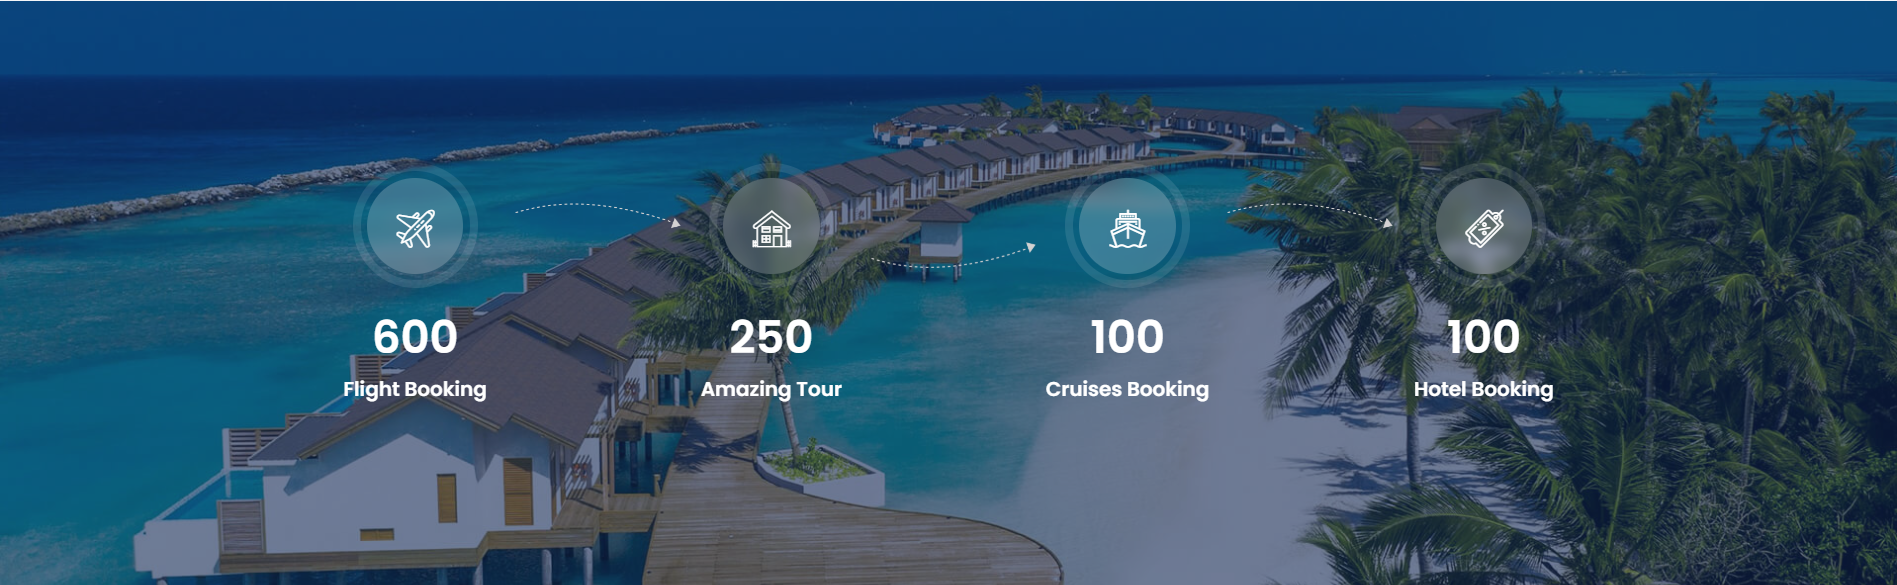 600
250
100
100
Flight Booking
Amazing Tour
Cruises Booking
Hotel Booking